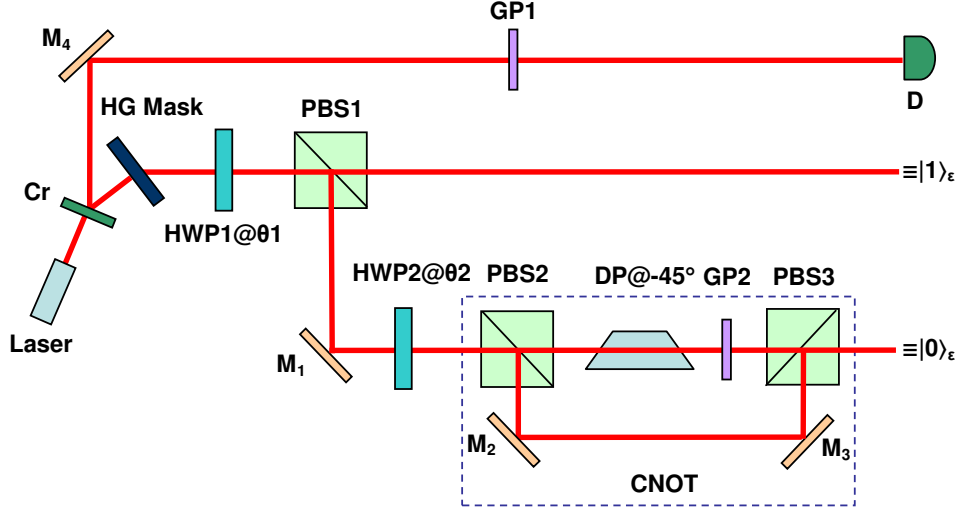 GP1
M₄
D
HG Mask
PBS1
≡|1⟩ε
Cr
HWP1@θ1
HWP2@θ2
PBS2
DP@-45°
GP2
PBS3
Laser
M₁
≡|0⟩ε
M₂
M₃
CNOT